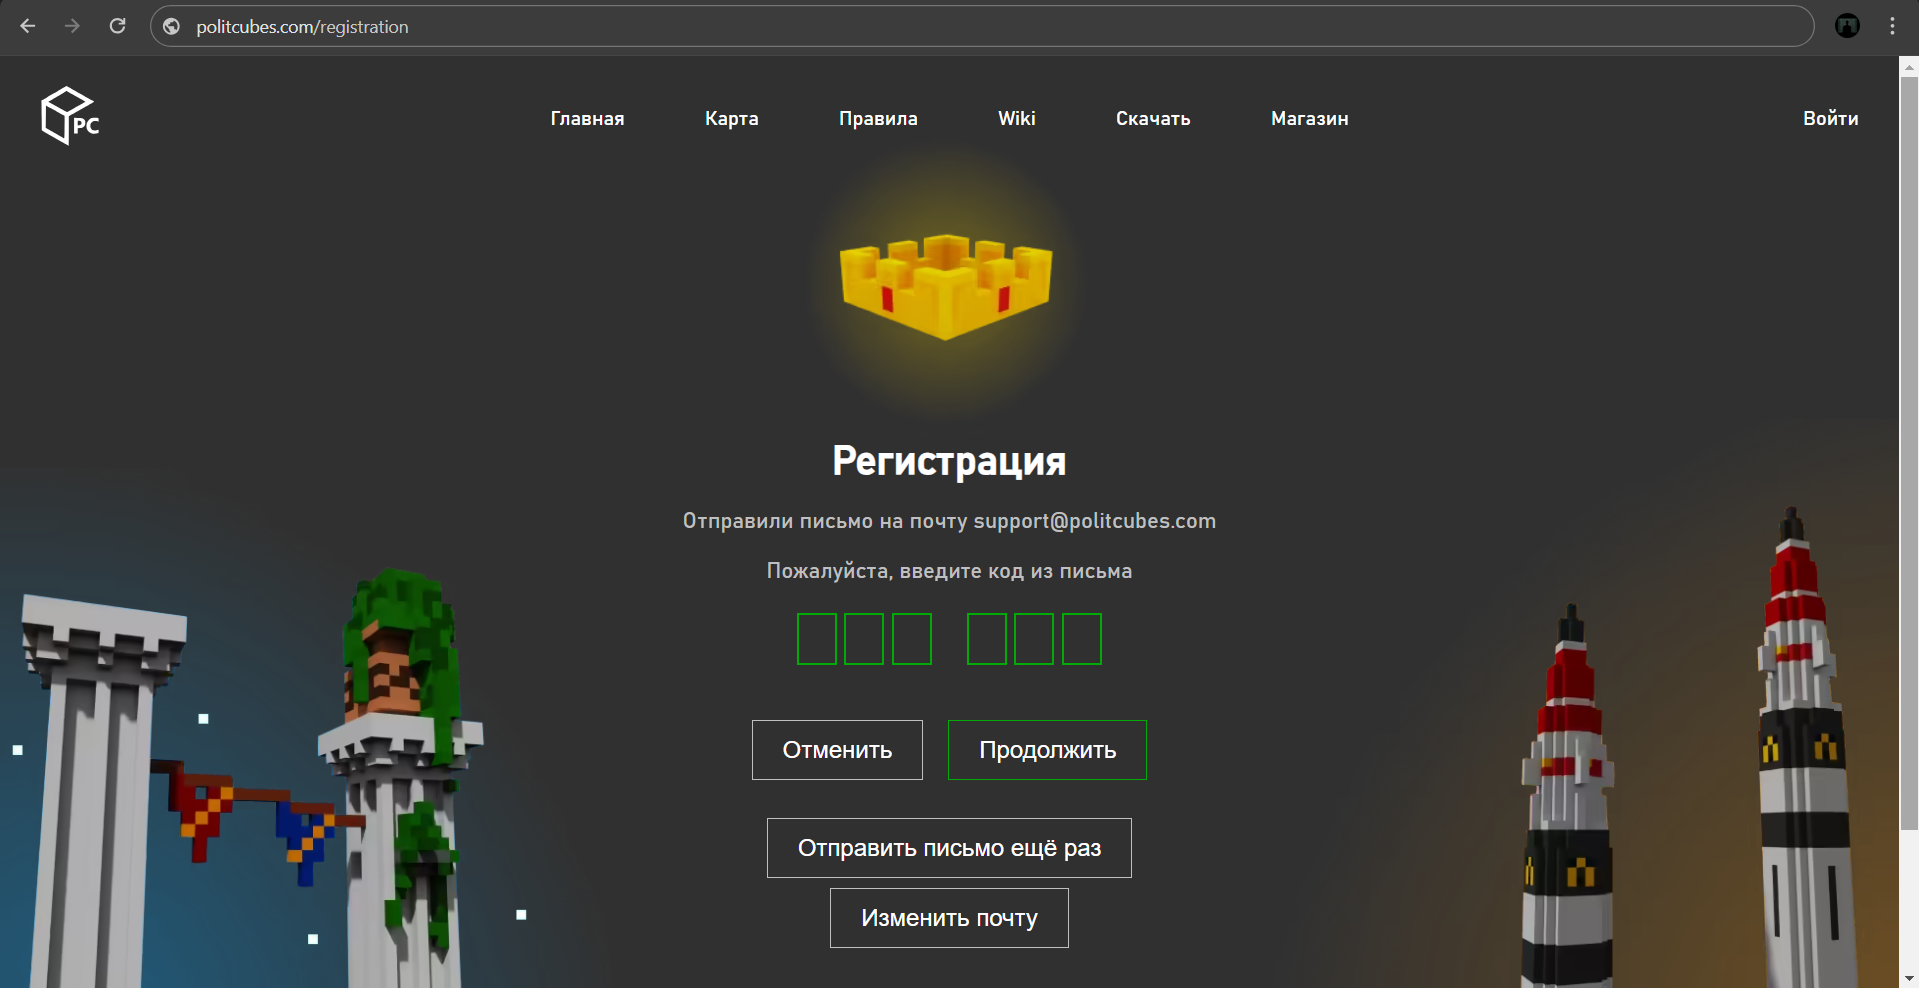 politcubes.com/registration
PC
Главная Карта Правила Wiki Скачать Магазин Войти
Регистрация
Отправили письмо на почту support@politcubes.com
Пожалуйста, введите код из письма
Отменить Продолжить
Отправить письмо ещё раз
Изменить почту